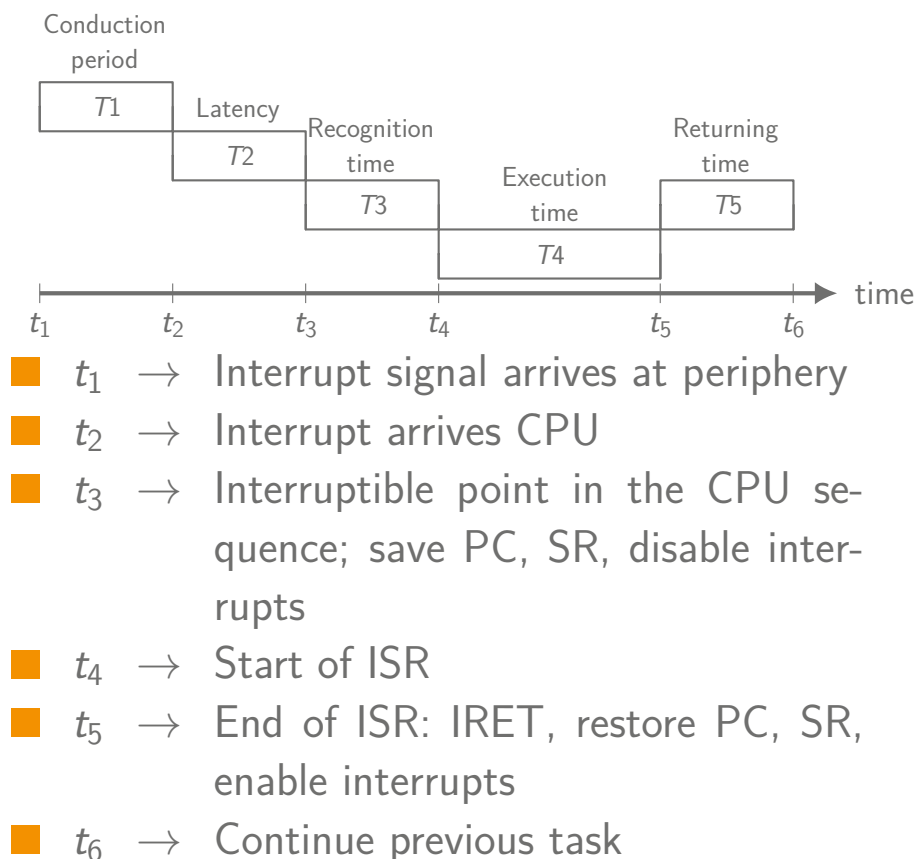 Conduction
period
T1
Latency
T2
Recognition
time
T3
Execution
time
T4
Returning
time
T5
time
t₁ t₂ t₃ t₄ t₅ t₆
t₁ → Interrupt signal arrives at periphery
t₂ → Interrupt arrives CPU
t₃ → Interruptible point in the CPU se-
quence; save PC, SR, disable inter-
rupts
t₄ → Start of ISR
t₅ → End of ISR: IRET, restore PC, SR,
enable interrupts
t₆ → Continue previous task